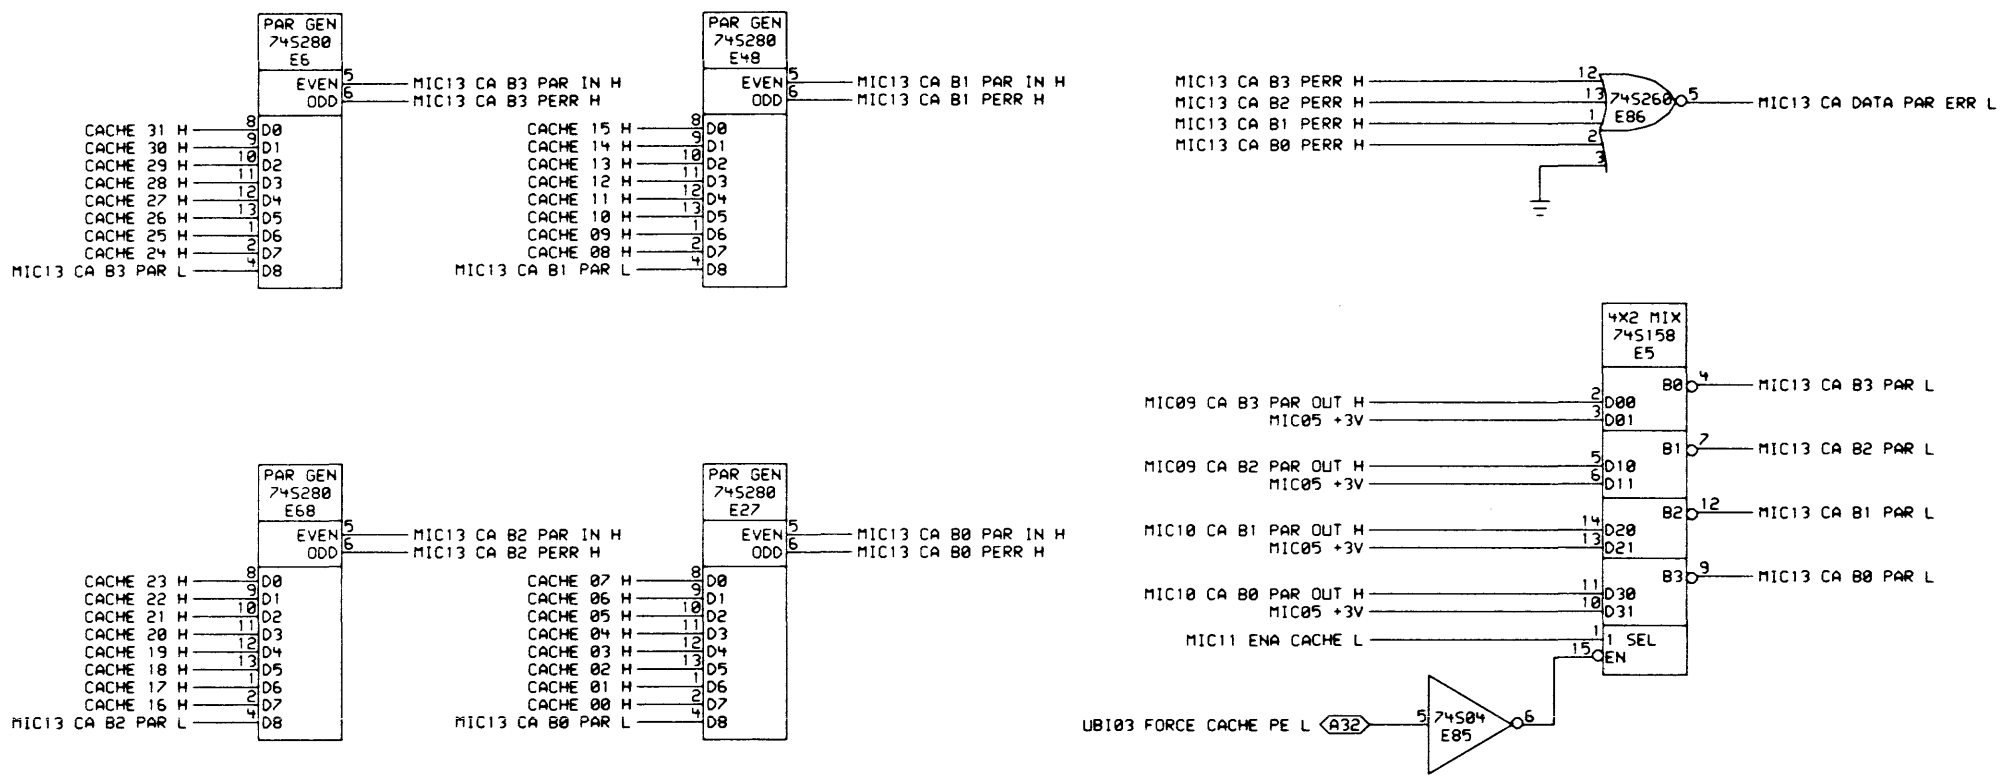 PAR GEN
74S280
E6
EVEN 5 MIC13 CA B3 PAR IN H
ODD 6 MIC13 CA B3 PERR H
CACHE 31 H 8 D0
CACHE 30 H 9 D1
CACHE 29 H 10 D2
CACHE 28 H 11 D3
CACHE 27 H 12 D4
CACHE 26 H 13 D5
CACHE 25 H 1 D6
CACHE 24 H 2 D7
MIC13 CA B3 PAR L 4 D8
PAR GEN
74S280
E48
EVEN 5 MIC13 CA B1 PAR IN H
ODD 6 MIC13 CA B1 PERR H
CACHE 15 H 8 D0
CACHE 14 H 9 D1
CACHE 13 H 10 D2
CACHE 12 H 11 D3
CACHE 11 H 12 D4
CACHE 10 H 13 D5
CACHE 09 H 1 D6
CACHE 08 H 2 D7
MIC13 CA B1 PAR L 4 D8
MIC13 CA B3 PERR H 12
MIC13 CA B2 PERR H 13 74S260 5 MIC13 CA DATA PAR ERR L
MIC13 CA B1 PERR H 1 E86
MIC13 CA B0 PERR H 2
3
PAR GEN
74S280
E68
EVEN 5 MIC13 CA B2 PAR IN H
ODD 6 MIC13 CA B2 PERR H
CACHE 23 H 8 D0
CACHE 22 H 9 D1
CACHE 21 H 10 D2
CACHE 20 H 11 D3
CACHE 19 H 12 D4
CACHE 18 H 13 D5
CACHE 17 H 1 D6
CACHE 16 H 2 D7
MIC13 CA B2 PAR L 4 D8
PAR GEN
74S280
E27
EVEN 5 MIC13 CA B0 PAR IN H
ODD 6 MIC13 CA B0 PERR H
CACHE 07 H 8 D0
CACHE 06 H 9 D1
CACHE 05 H 10 D2
CACHE 04 H 11 D3
CACHE 03 H 12 D4
CACHE 02 H 13 D5
CACHE 01 H 1 D6
CACHE 00 H 2 D7
MIC13 CA B0 PAR L 4 D8
4X2 MIX
74S158
E5
B0 4 MIC13 CA B3 PAR L
MIC09 CA B3 PAR OUT H 2 D00
MIC05 +3V 3 D01
B1 7 MIC13 CA B2 PAR L
MIC09 CA B2 PAR OUT H 5 D10
MIC05 +3V 6 D11
B2 12 MIC13 CA B1 PAR L
MIC10 CA B1 PAR OUT H 14 D20
MIC05 +3V 13 D21
B3 9 MIC13 CA B0 PAR L
MIC10 CA B0 PAR OUT H 11 D30
MIC05 +3V 10 D31
MIC11 ENA CACHE L 1 1 SEL
15 EN
UBI03 FORCE CACHE PE L A32 5 74S04 6
E85